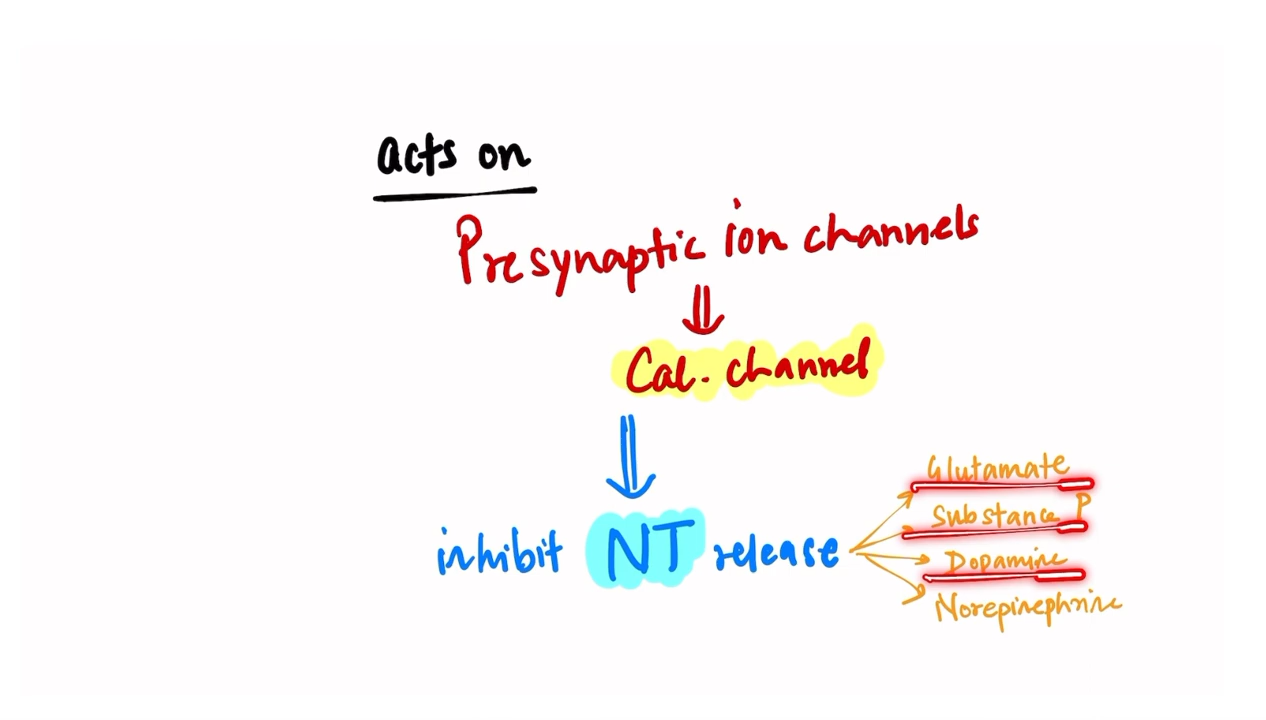 acts on
Presynaptic ion channels
Cal. channel
inhibit NT release
Glutamate
Substance P
Dopamine
Norepinephrine